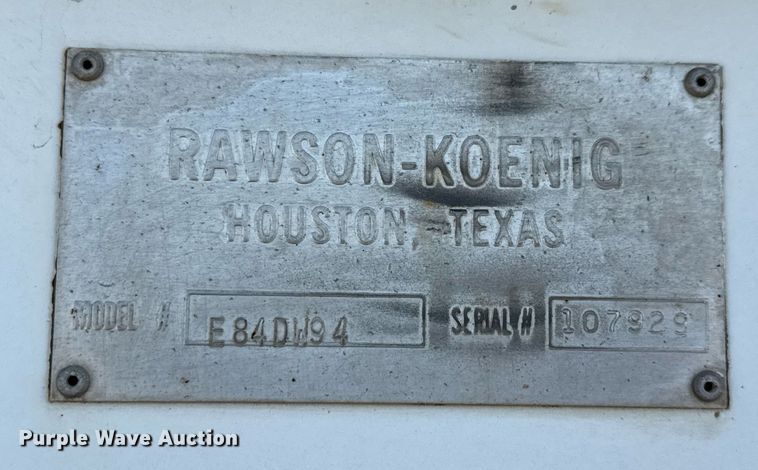 RAWSON-KOENIG
HOUSTON, TEXAS
MODEL # E84DW94 SERIAL # 107929
Purple Wave Auction